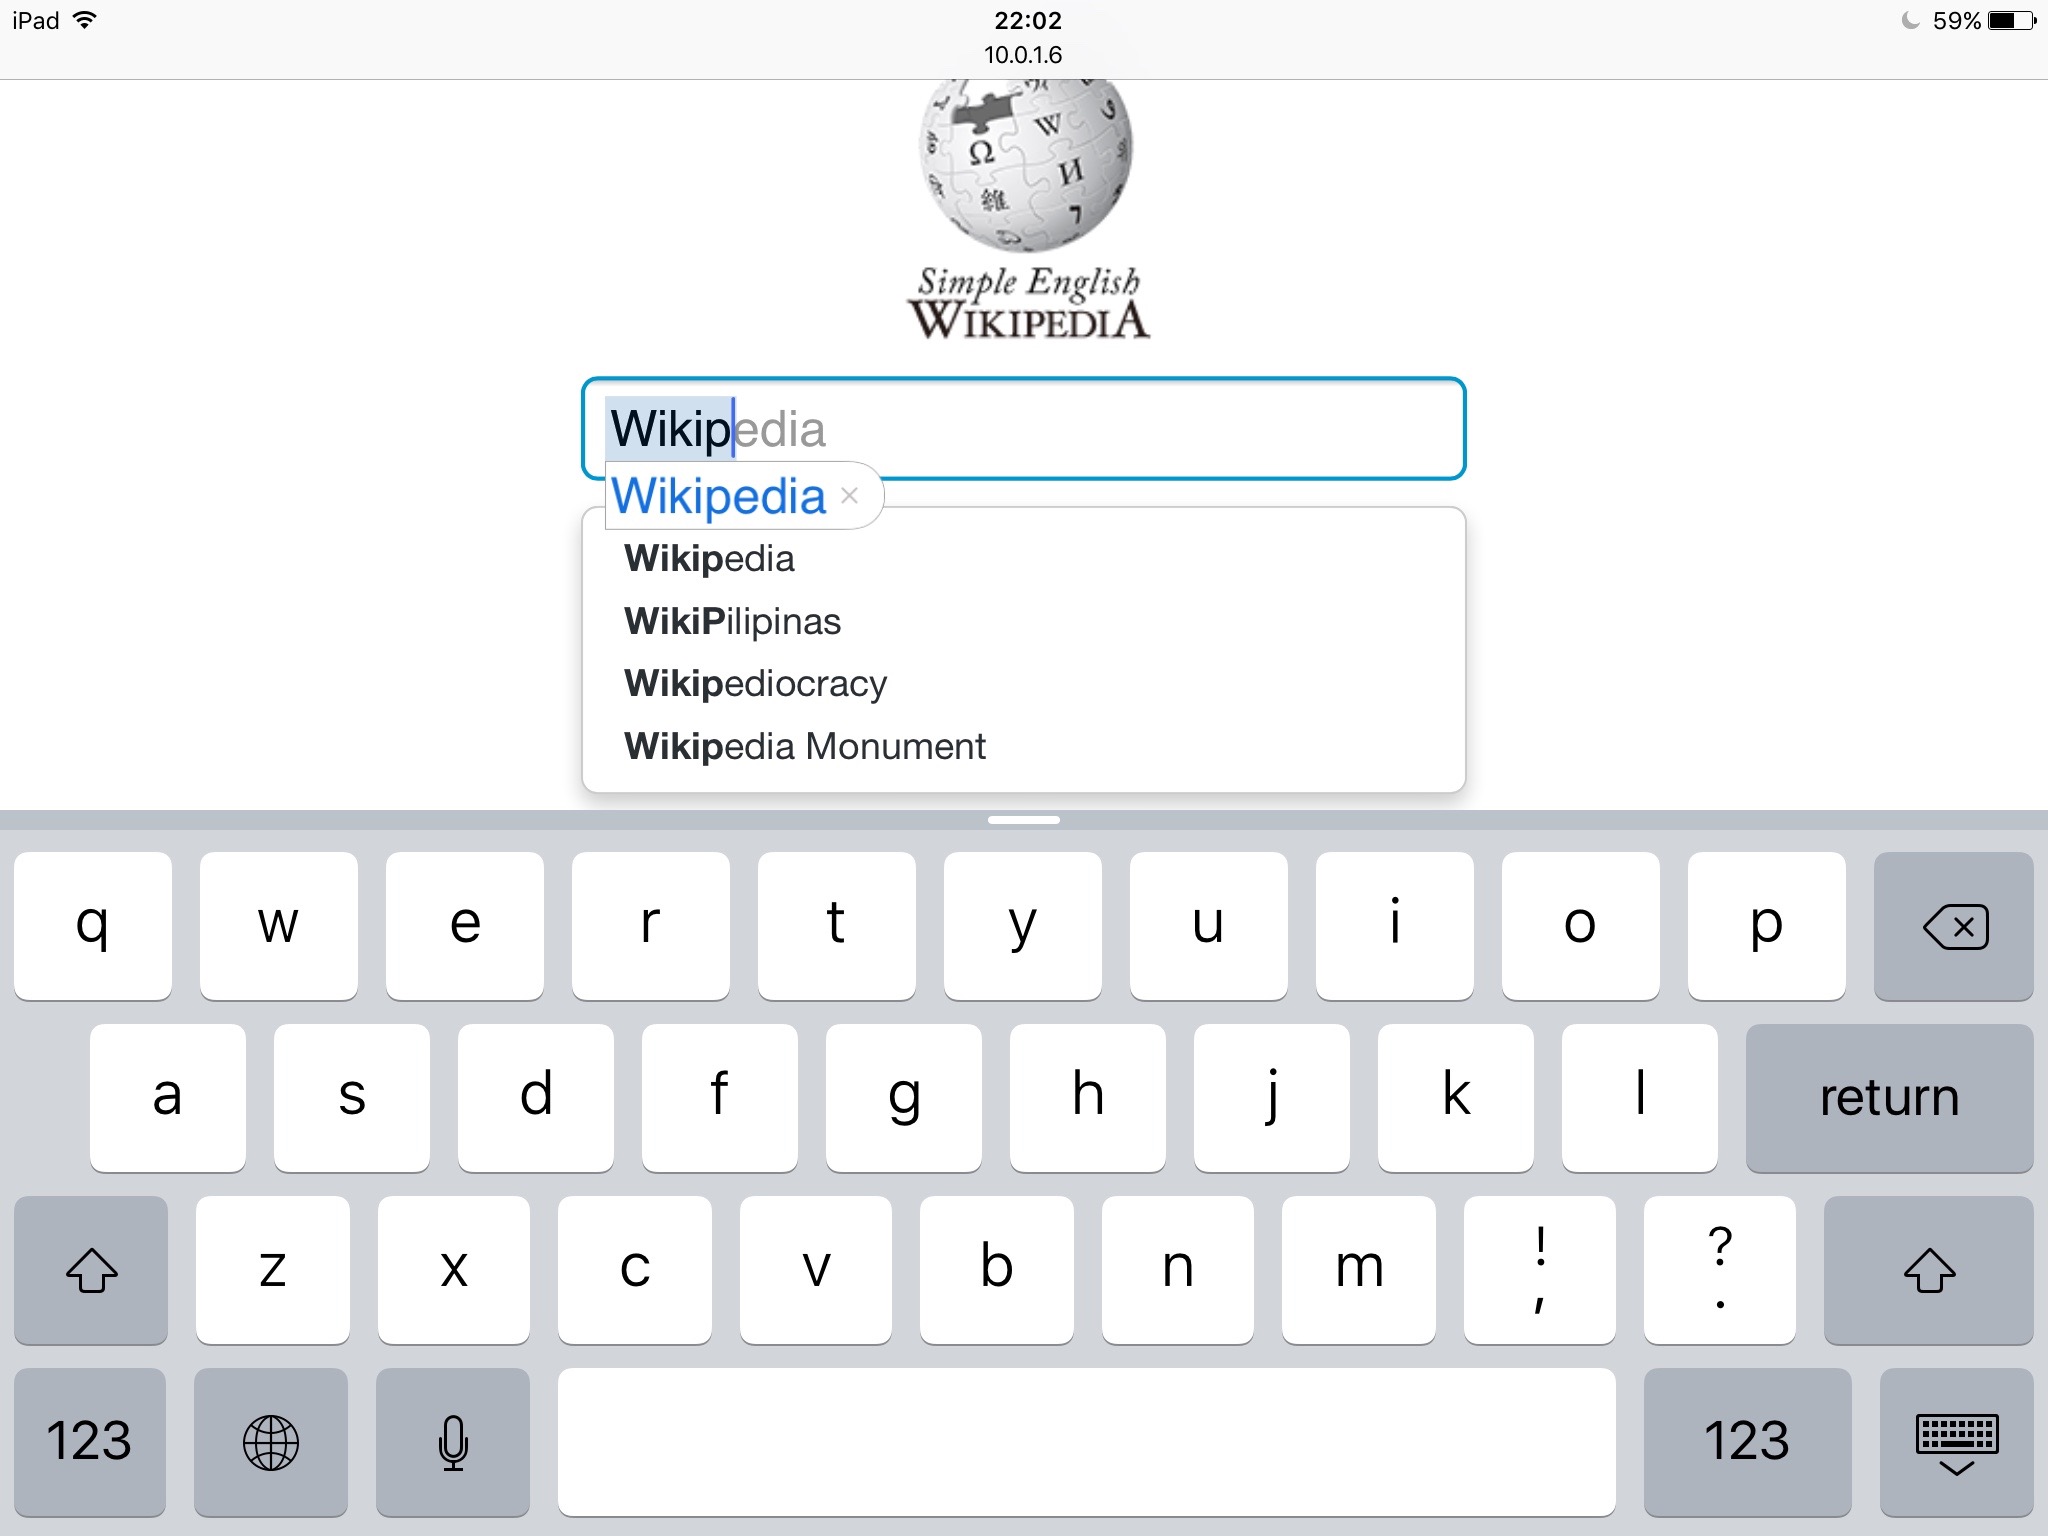 iPad 22:02 59%
10.0.1.6
Ω W И 維 7
Simple English
WIKIPEDIA
Wikipedia
Wikipedia ×
Wikipedia
WikiPilipinas
Wikipediocracy
Wikipedia Monument
q w e r t y u i o p
a s d f g h j k l return
z x c v b n m ! , ? .
123 123